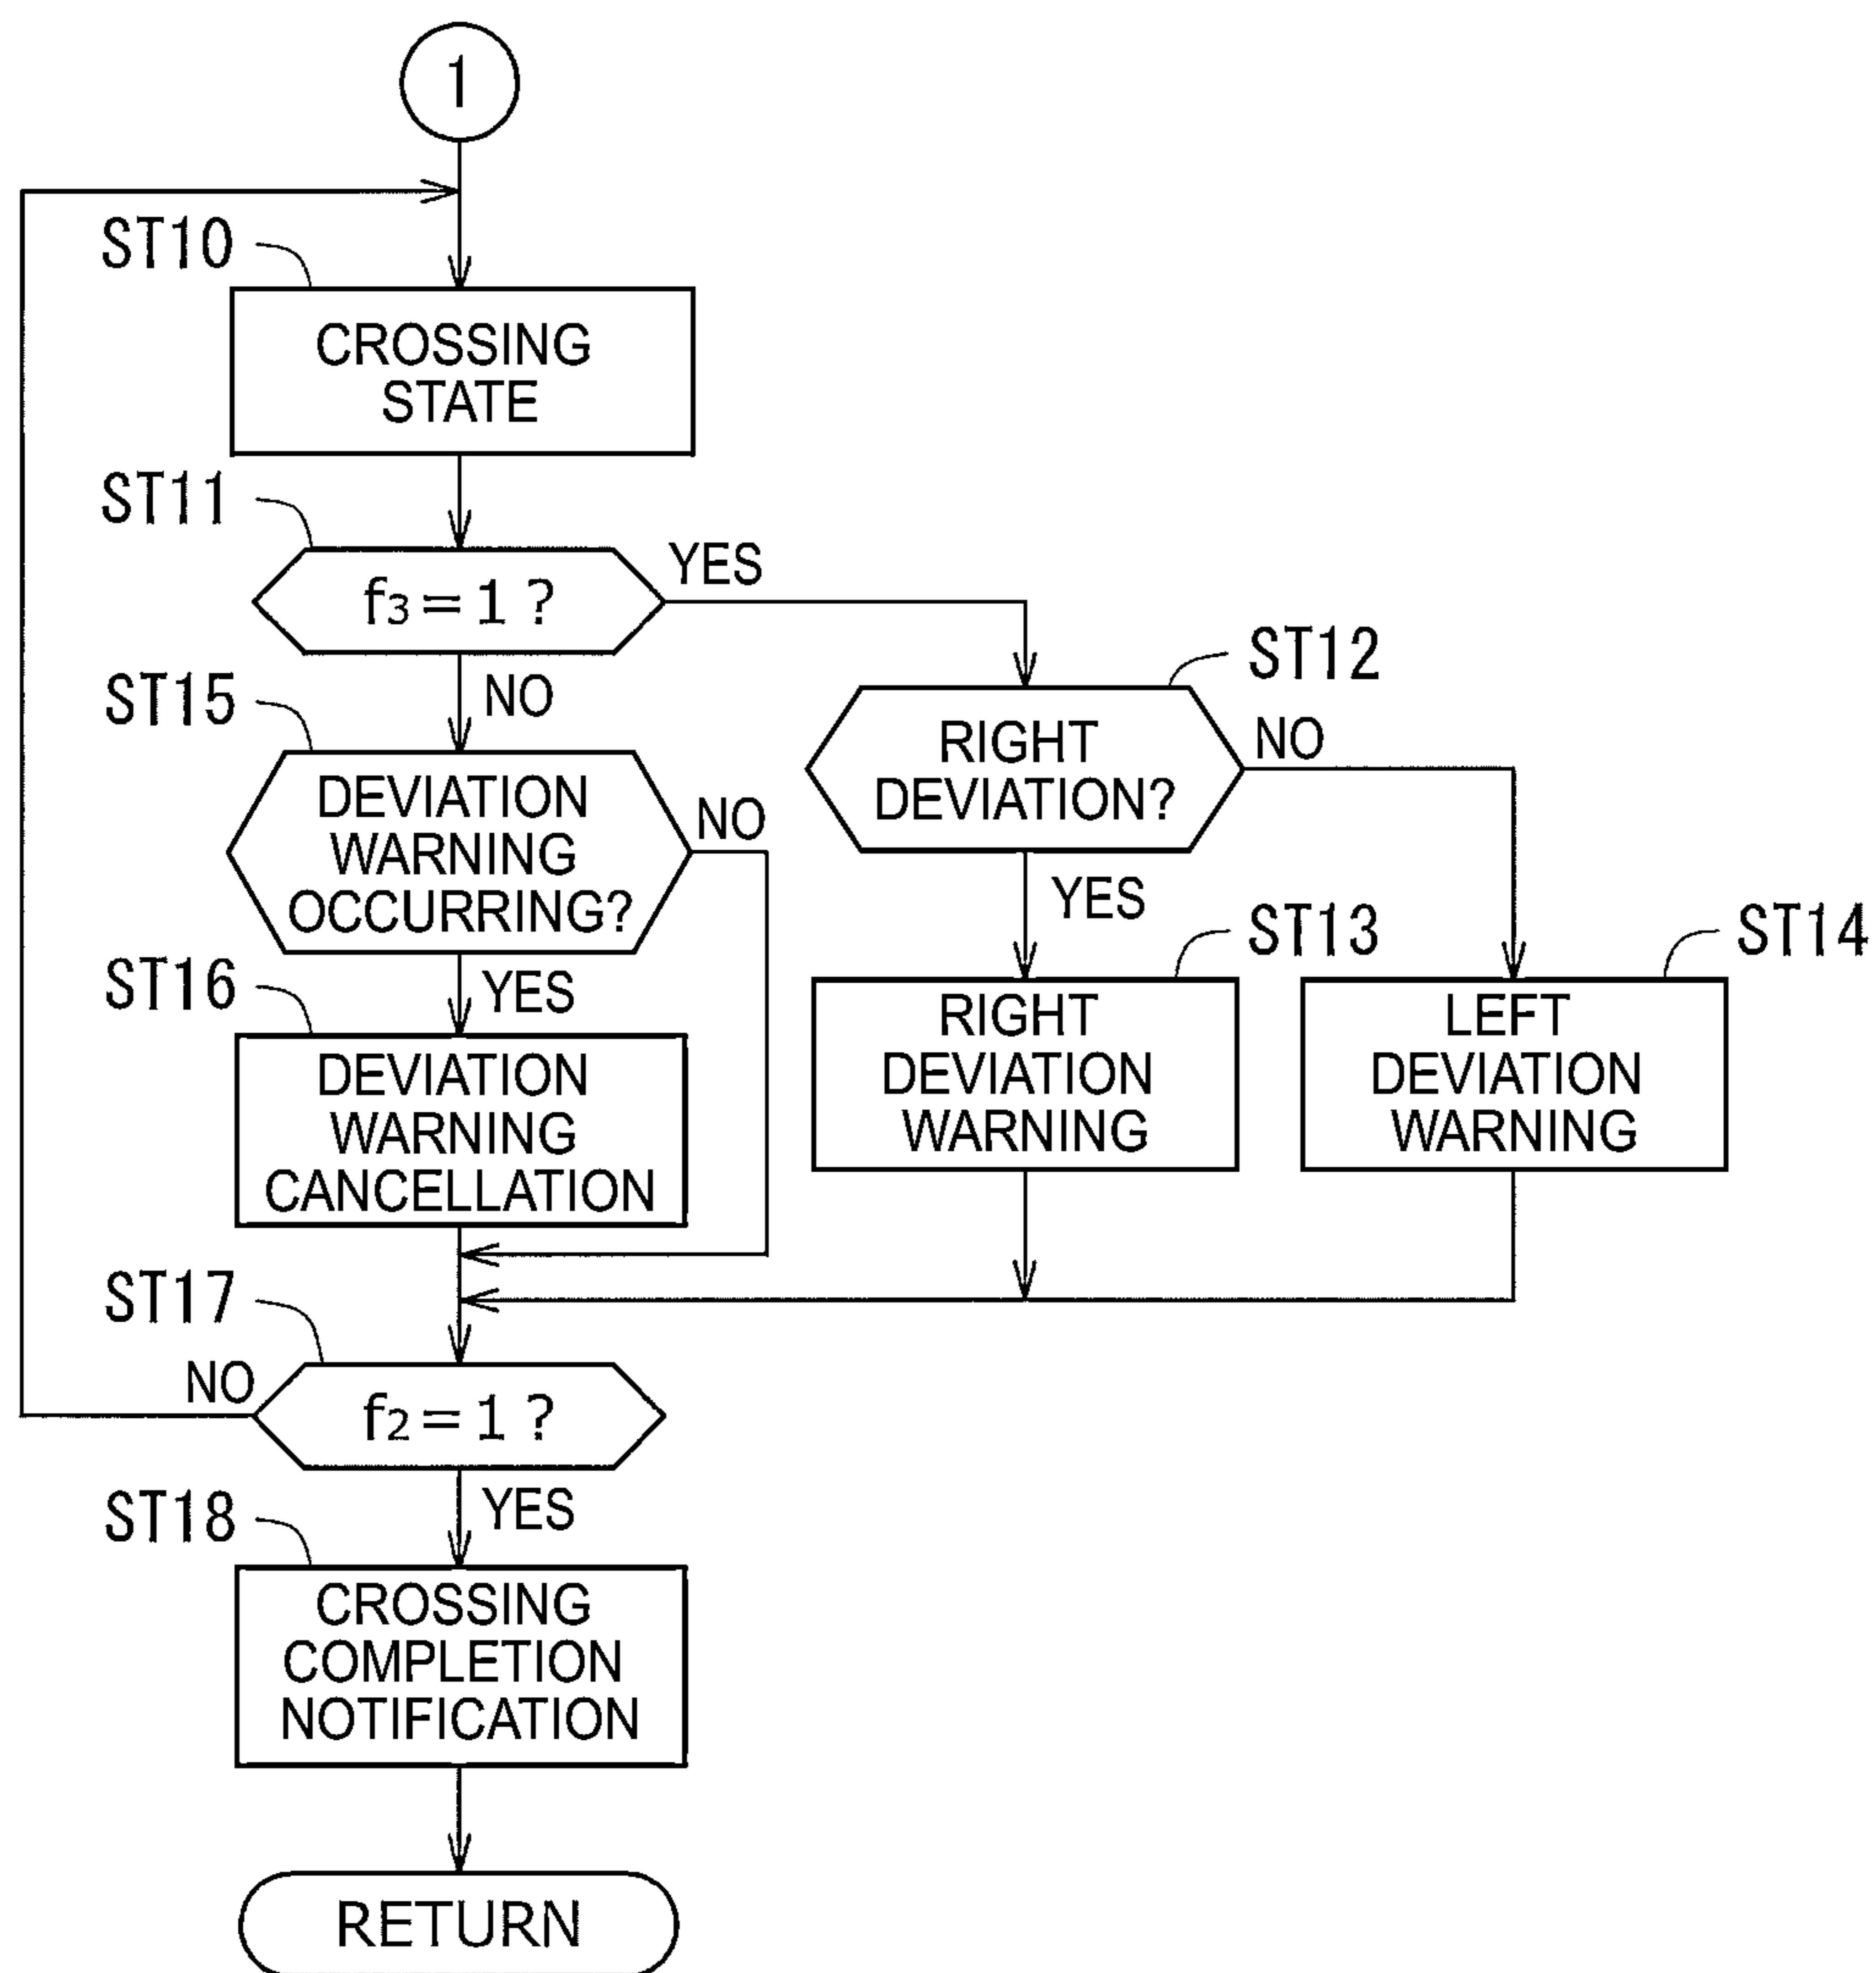 1
ST10
CROSSING
STATE
ST11
f3=1?
YES
NO
ST12
RIGHT
DEVIATION?
NO
YES
ST15
DEVIATION
WARNING
OCCURRING?
NO
YES
ST13
RIGHT
DEVIATION
WARNING
ST14
LEFT
DEVIATION
WARNING
ST16
DEVIATION
WARNING
CANCELLATION
ST17
NO
f2=1?
YES
ST18
CROSSING
COMPLETION
NOTIFICATION
RETURN